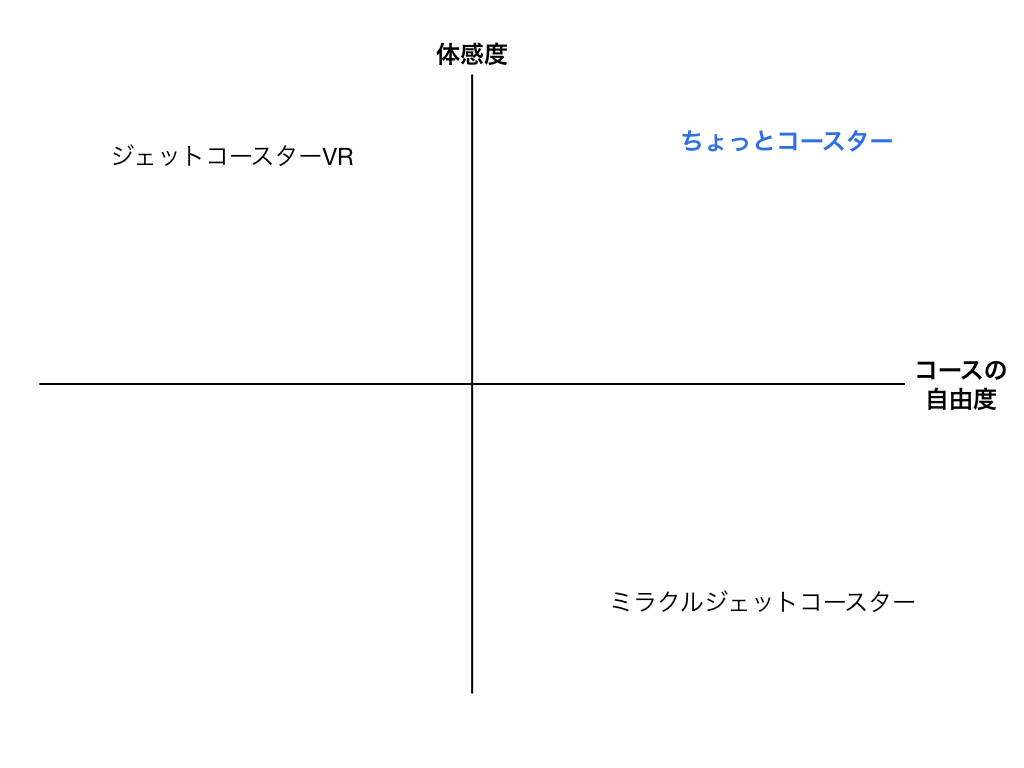 体感度
ちょっとコースター
ジェットコースターVR
コースの
自由度
ミラクルジェットコースター